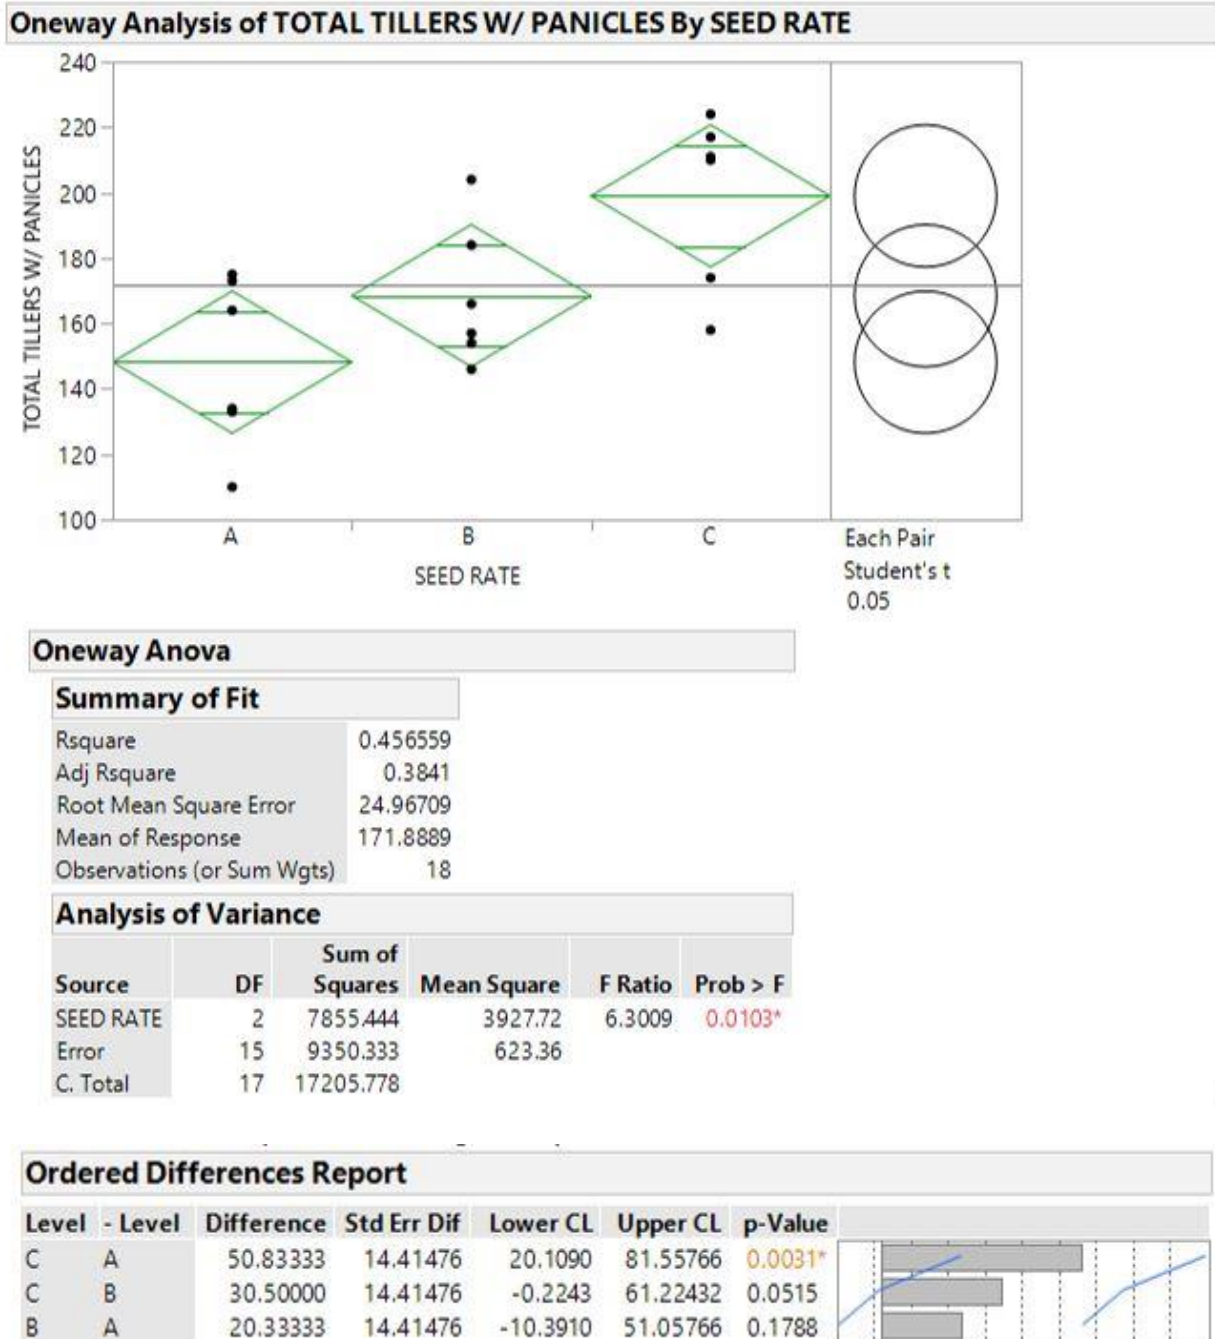 Oneway Analysis of TOTAL TILLERS W/ PANICLES By SEED RATE
240
220
200
180
160
140
120
100
TOTAL TILLERS W/ PANICLES
A B C
SEED RATE
Each Pair
Student's t
0.05
Oneway Anova
Summary of Fit
Rsquare 0.456559
Adj Rsquare 0.3841
Root Mean Square Error 24.96709
Mean of Response 171.8889
Observations (or Sum Wgts) 18
Analysis of Variance
Sum of
Source DF Squares Mean Square F Ratio Prob > F
SEED RATE 2 7855.444 3927.72 6.3009 0.0103*
Error 15 9350.333 623.36
C. Total 17 17205.778
Ordered Differences Report
Level - Level Difference Std Err Dif Lower CL Upper CL p-Value
C A 50.83333 14.41476 20.1090 81.55766 0.0031*
C B 30.50000 14.41476 -0.2243 61.22432 0.0515
B A 20.33333 14.41476 -10.3910 51.05766 0.1788